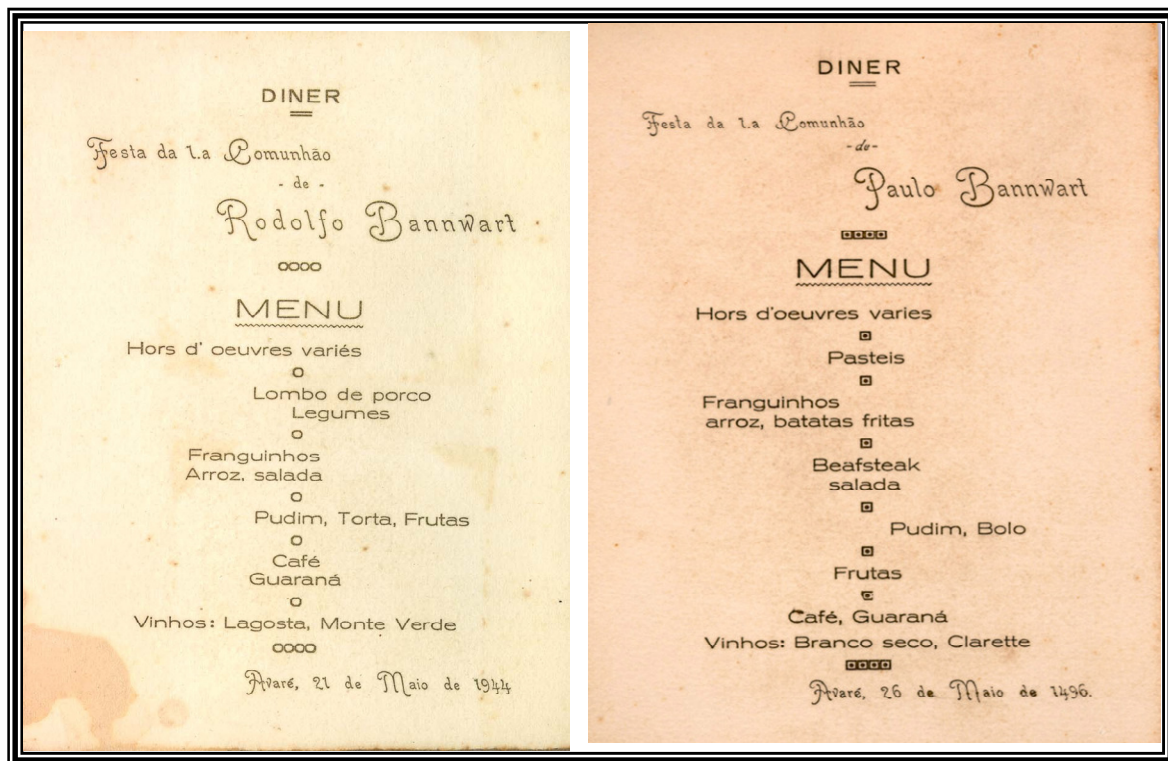 DINER
Festa da 1.a Comunhão
- de -
Rodolfo Bannwart
MENU
Hors d' oeuvres variés
Lombo de porco
Legumes
Franguinhos
Arroz, salada
Pudim, Torta, Frutas
Café
Guaraná
Vinhos: Lagosta, Monte Verde
Avaré, 21 de Maio de 1944
DINER
Festa da 1.a Comunhão
-de-
Paulo Bannwart
MENU
Hors d'oeuvres varies
Pasteis
Franguinhos
arroz, batatas fritas
Beafsteak
salada
Pudim, Bolo
Frutas
Café, Guaraná
Vinhos: Branco seco, Clarette
Avaré, 26 de Maio de 1496.